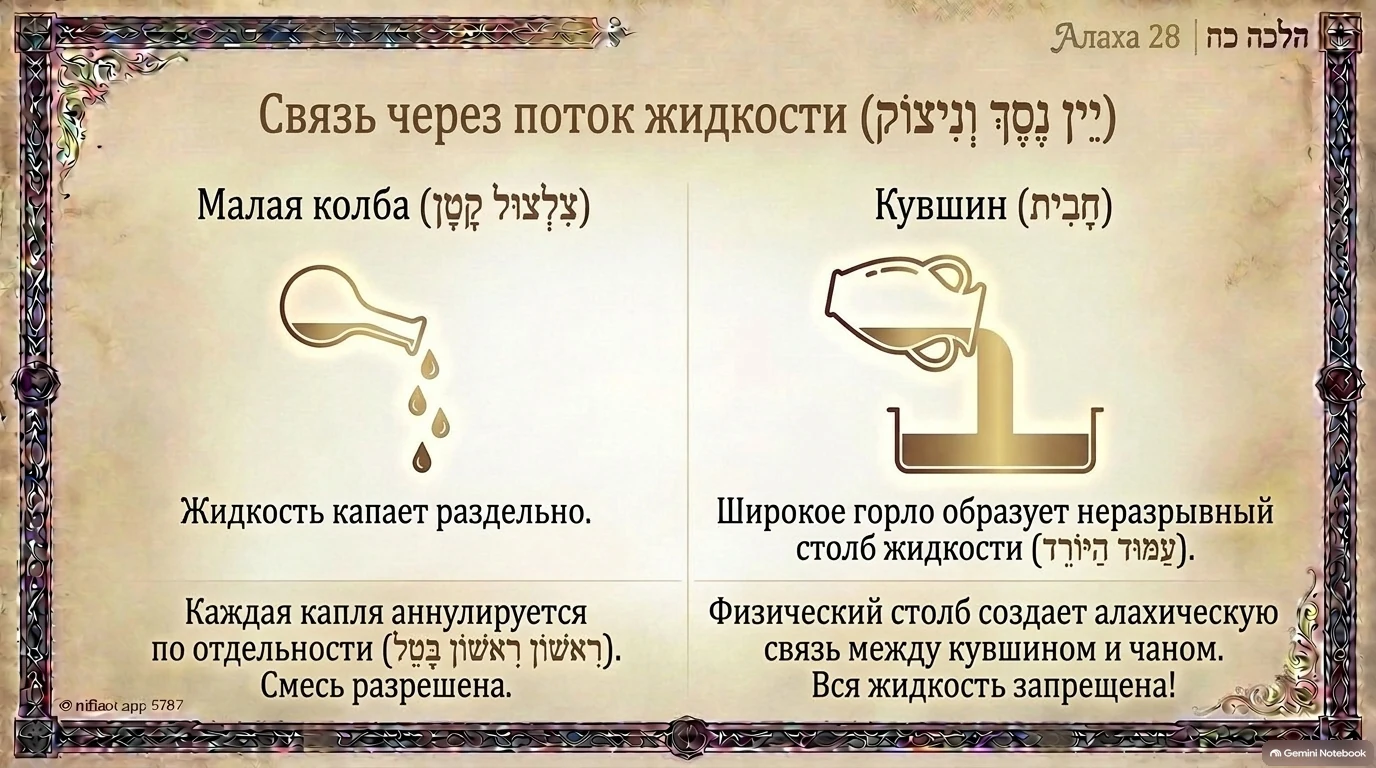 Алаха 28 | הלכה כה
Связь через поток жидкости (יֵין נֶסֶךְ וְנִיצוֹק)
Малая колба (צִלְצוּל קָטָן)
Жидкость капает раздельно.
Каждая капля аннулируется
по отдельности (רִאשׁוֹן רִאשׁוֹן בָּטֵל).
Смесь разрешена.
Кувшин (חָבִית)
Широкое горло образует неразрывный
столб жидкости (עַמּוּד הַיּוֹרֵד).
Физический столб создает алахическую
связь между кувшином и чаном.
Вся жидкость запрещена!
app 5787
Gemini Notebook